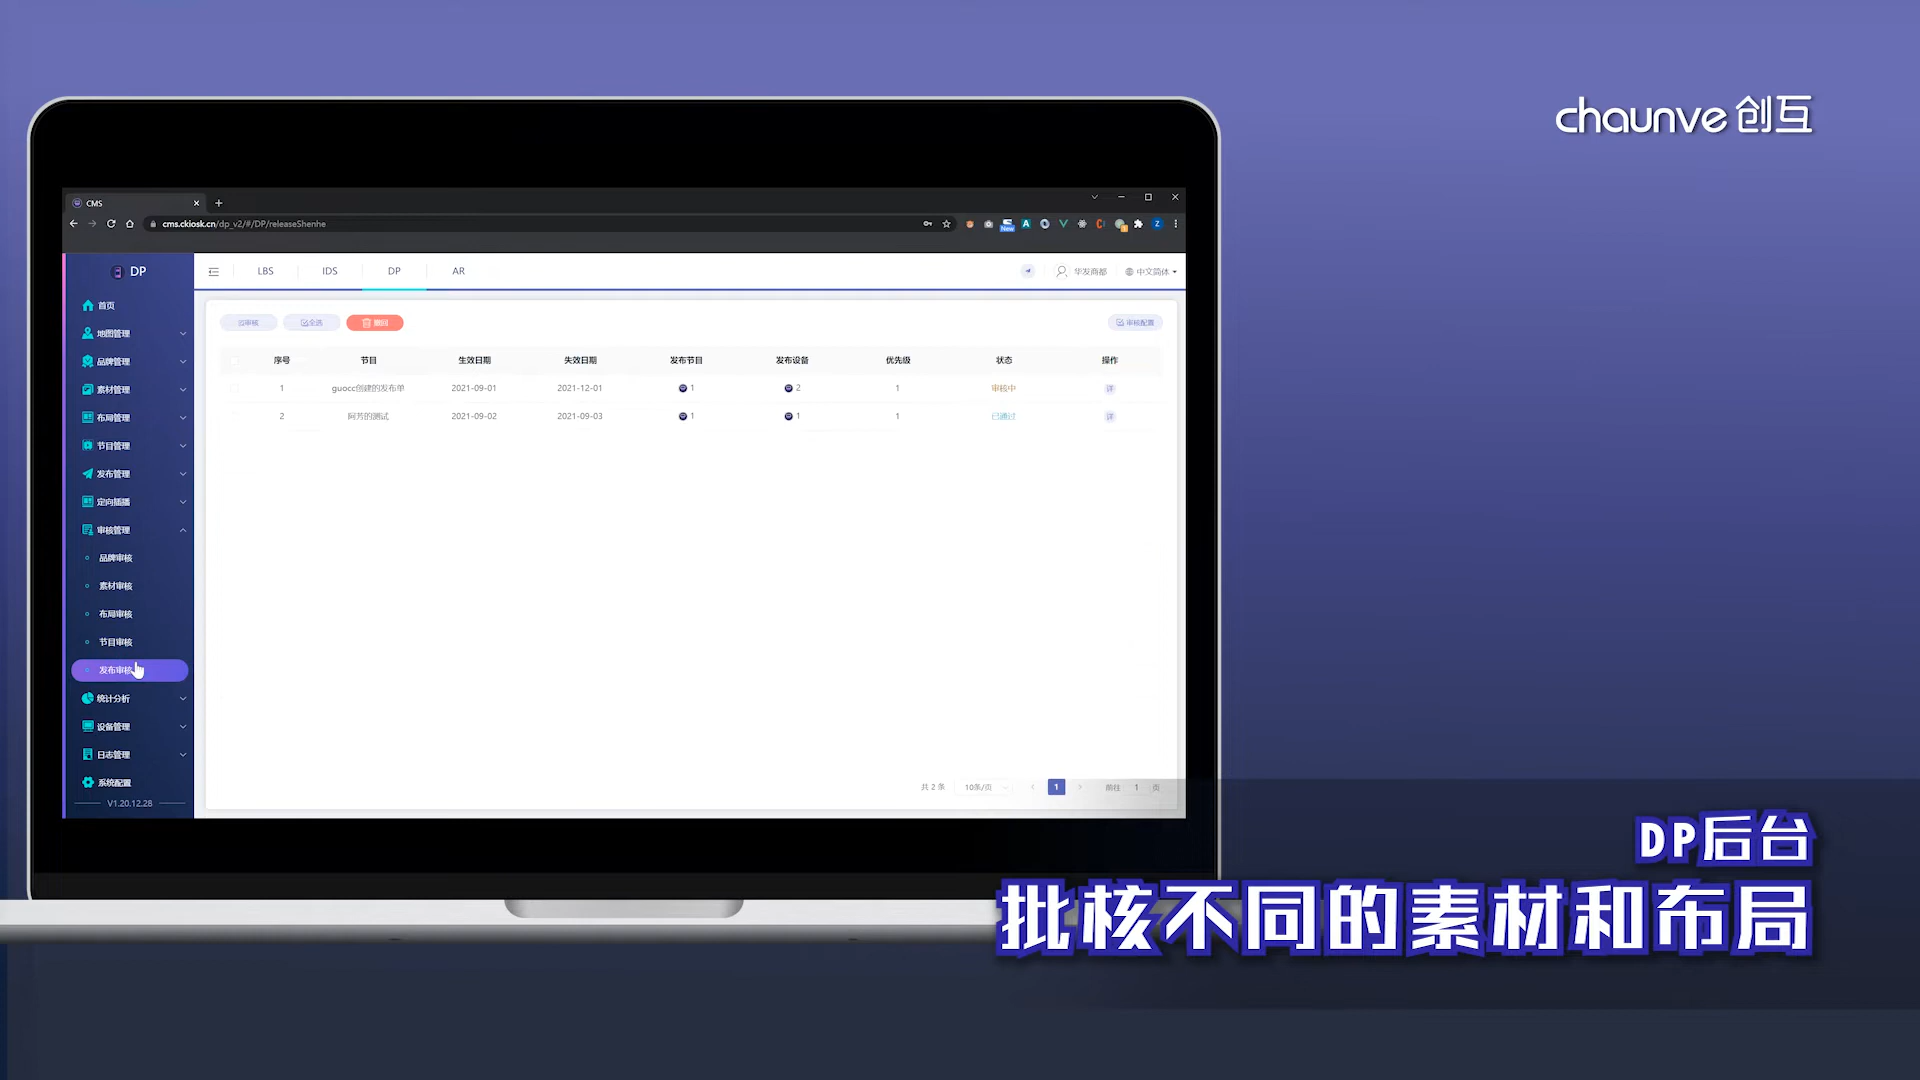 chaunve 创互
CMS
cms.ckiosk.cn/dp_v2/#/DP/releaseShenhe
New
Z
DP
LBS
IDS
DP
AR
华发商都
中文简体
首页
地图管理
品牌管理
素材管理
布局管理
节目管理
发布管理
定向插播
审核管理
品牌审核
素材审核
布局审核
节目审核
发布审核
统计分析
设备管理
日志管理
系统配置
V1.20.12.28
审核
全选
撤回
审核配置
序号 节目 生效日期 失效日期 发布节目 发布设备 优先级 状态 操作
1 guocc创建的发布单 2021-09-01 2021-12-01 1 2 1 审核中 详
2 阿芳的测试 2021-09-02 2021-09-03 1 1 1 已通过 详
共 2 条 10条/页 1 前往 1 页
DP后台
批核不同的素材和布局